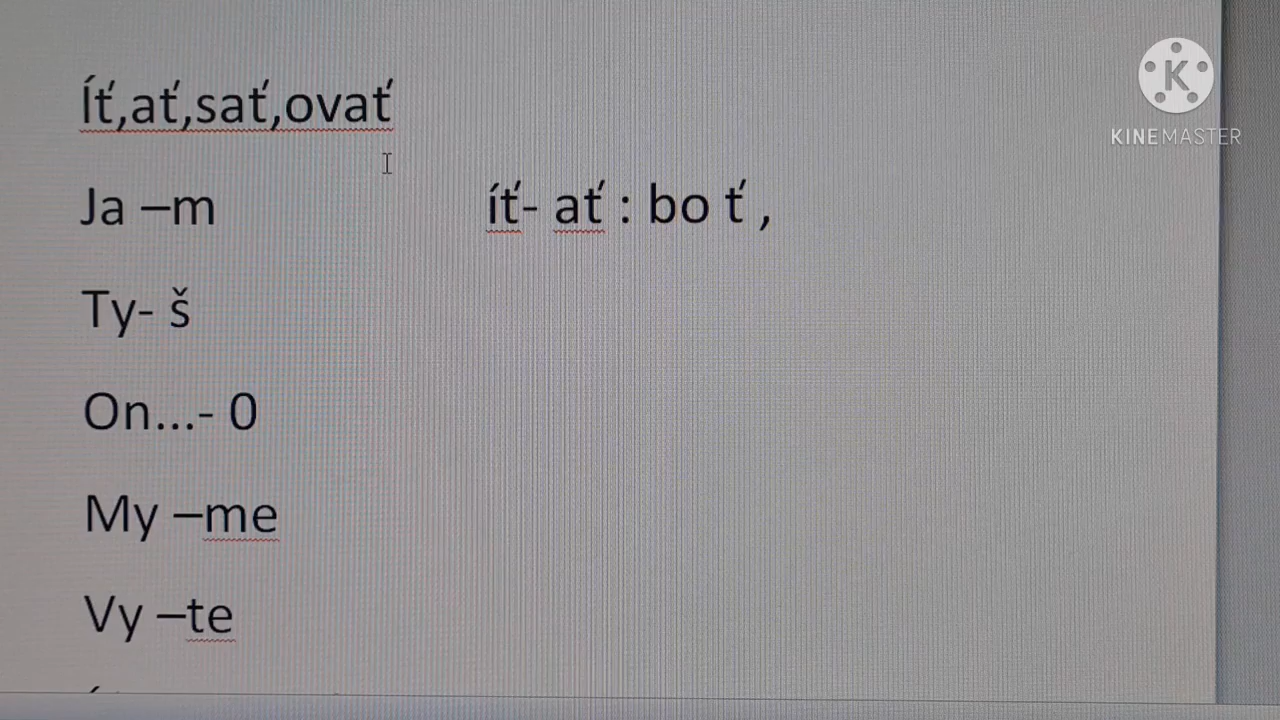 Íť,ať,sať,ovať
Ja –m
íť- ať : bo ť ,
Ty- š
On...- 0
My –me
Vy –te
K
KINEMASTER